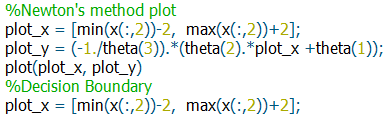 %Newton's method plot
plot_x = [min(x(:,2))-2,  max(x(:,2))+2];
plot_y = (-1./theta(3)).*(theta(2).*plot_x +theta(1));
plot(plot_x, plot_y)
%Decision Boundary
plot_x = [min(x(:,2))-2,  max(x(:,2))+2];